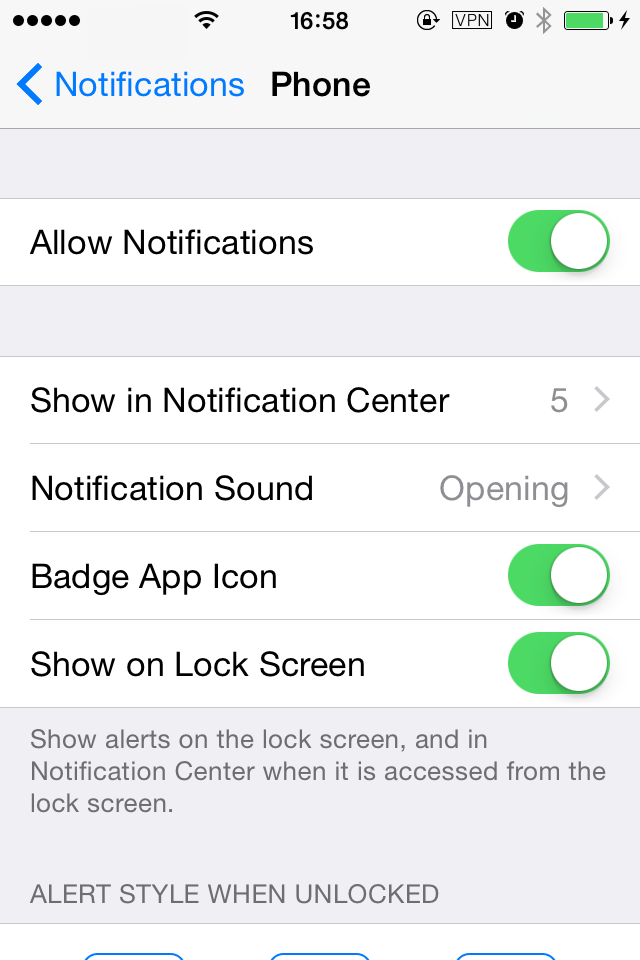 16:58 VPN
Notifications Phone
Allow Notifications
Show in Notification Center 5
Notification Sound Opening
Badge App Icon
Show on Lock Screen
Show alerts on the lock screen, and in
Notification Center when it is accessed from the
lock screen.
ALERT STYLE WHEN UNLOCKED